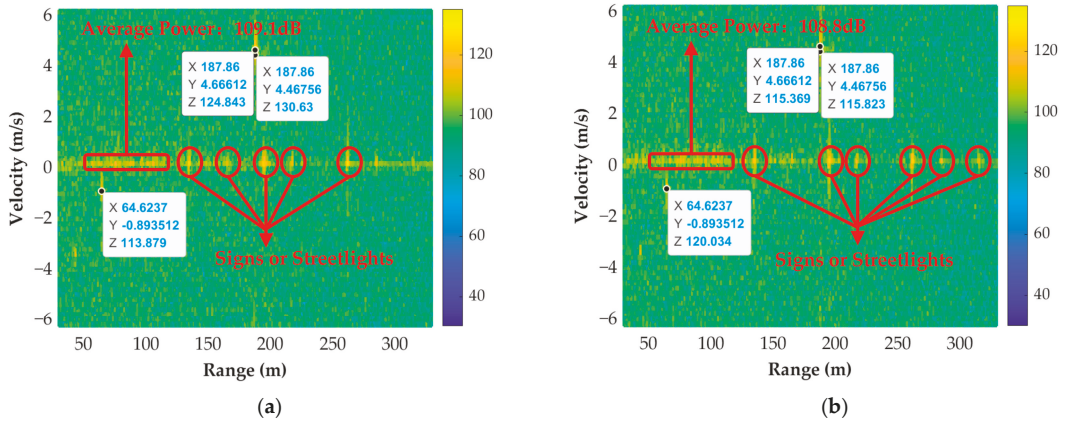 Average Power: 109.1dB
X 187.86
Y 4.66612
Z 124.843
X 187.86
Y 4.46756
Z 130.63
X 64.6237
Y -0.893512
Z 113.879
Signs or Streetlights
6
4
2
0
−2
−4
−6
Velocity (m/s)
50 100 150 200 250 300
Range (m)
120
100
80
60
40
(a)
Average Power: 108.8dB
X 187.86
Y 4.66612
Z 115.369
X 187.86
Y 4.46756
Z 115.823
X 64.6237
Y -0.893512
Z 120.034
Signs or Streetlights
6
4
2
0
−2
−4
−6
Velocity (m/s)
50 100 150 200 250 300
Range (m)
120
100
80
60
40
(b)